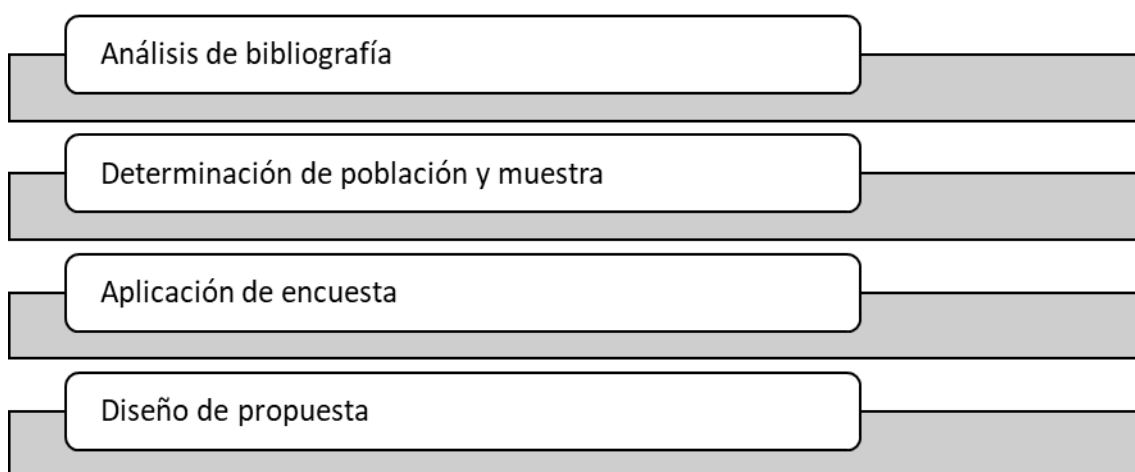 Análisis de bibliografía
Determinación de población y muestra
Aplicación de encuesta
Diseño de propuesta